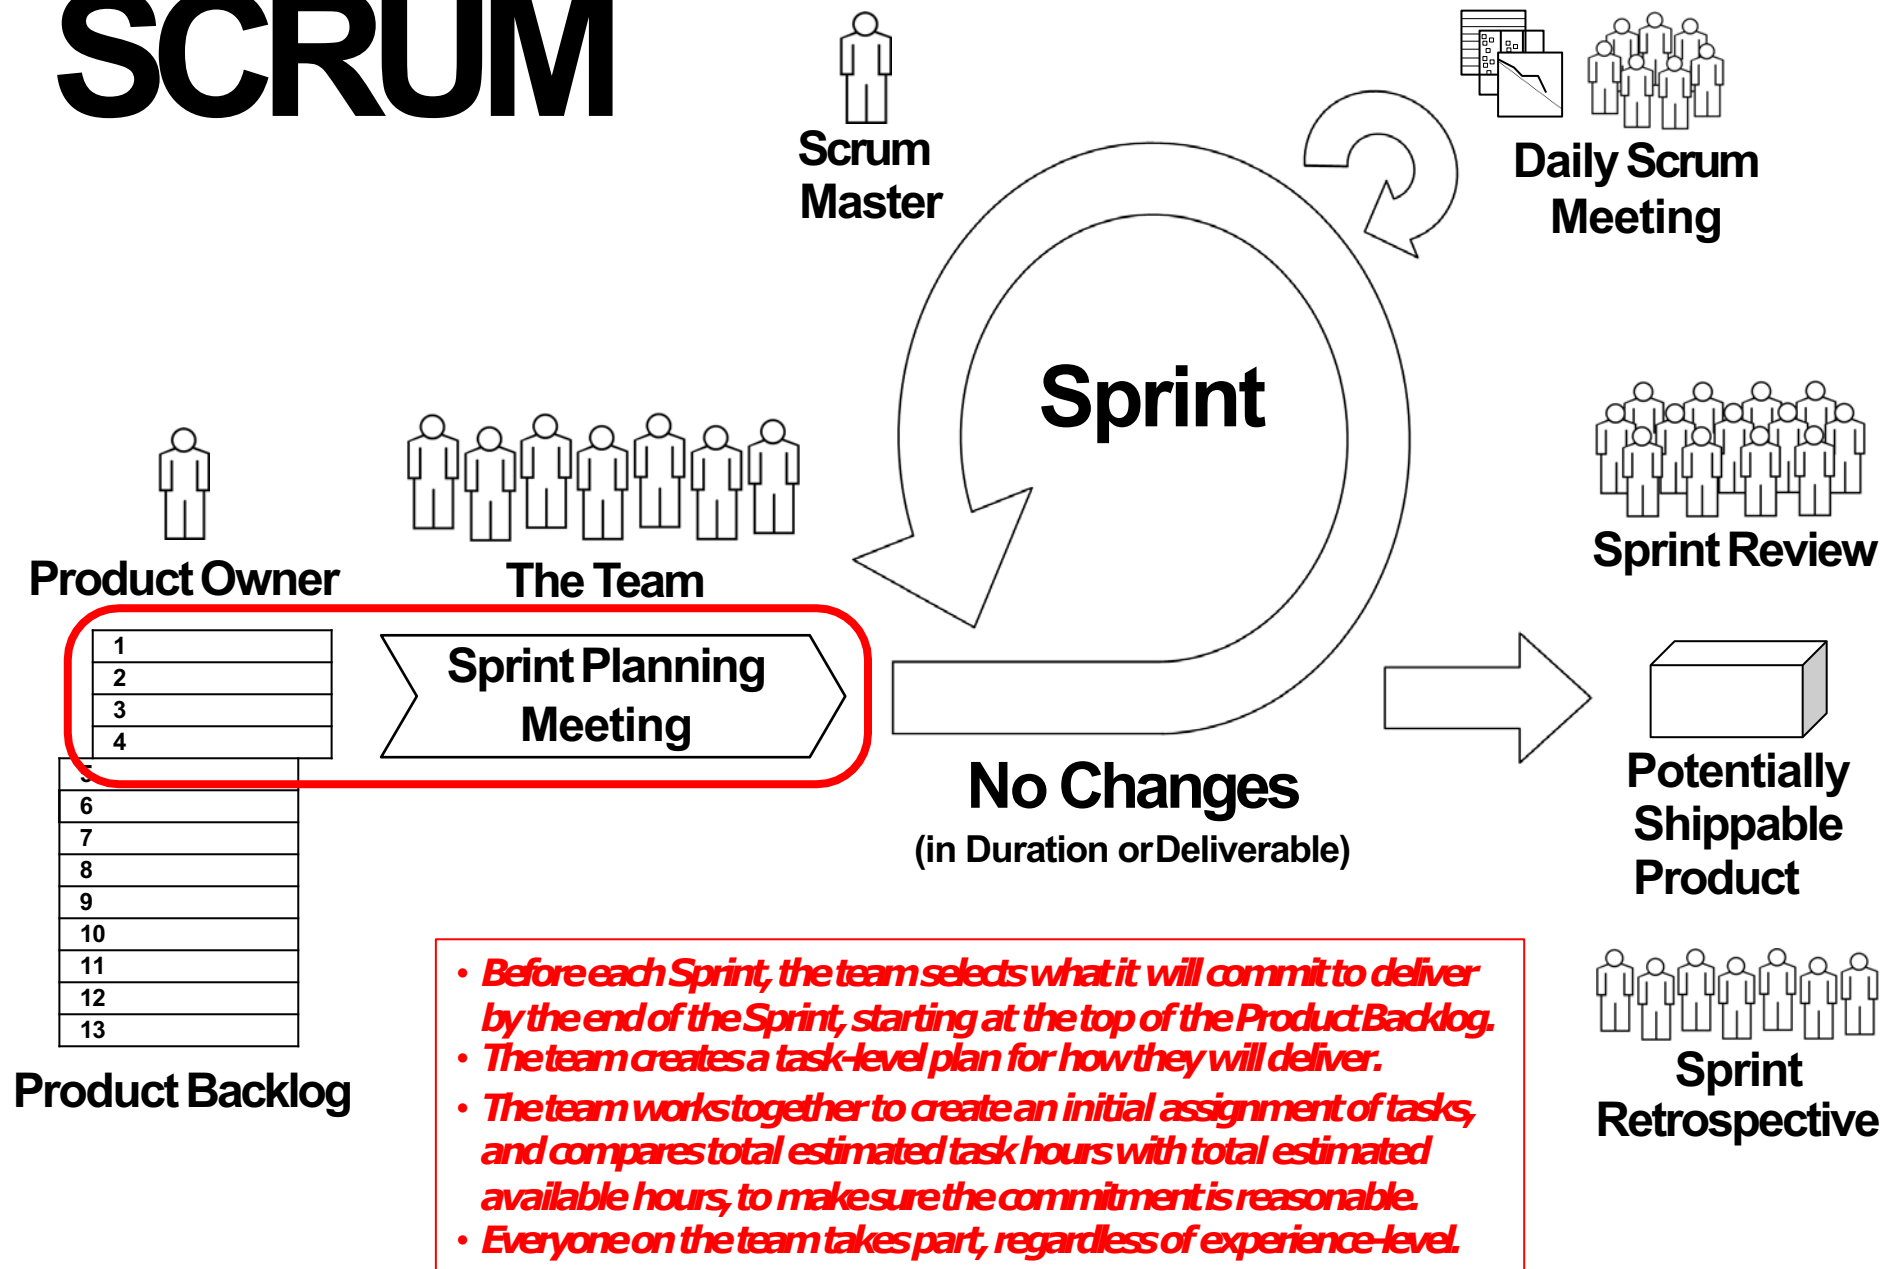 SCRUM
Scrum
Master
Daily Scrum
Meeting
Sprint
Product Owner
The Team
Sprint Review
1
2
3
4
5
6
7
8
9
10
11
12
13
Sprint Planning
Meeting
No Changes
(in Duration or Deliverable)
Potentially
Shippable
Product
Product Backlog
• Before each Sprint, the team selects what it will commit to deliver
by the end of the Sprint, starting at the top of the Product Backlog.
• The team creates a task-level plan for how they will deliver.
• The team works together to create an initial assignment of tasks,
and compares total estimated task hours with total estimated
available hours, to make sure the commitment is reasonable.
• Everyone on the team takes part, regardless of experience-level.
Sprint
Retrospective